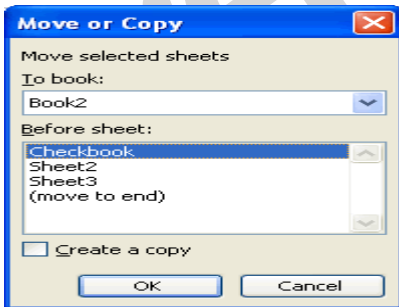 Move or Copy
Move selected sheets
To book:
Book2
Before sheet:
Checkbook
Sheet2
Sheet3
(move to end)
Create a copy
OK Cancel